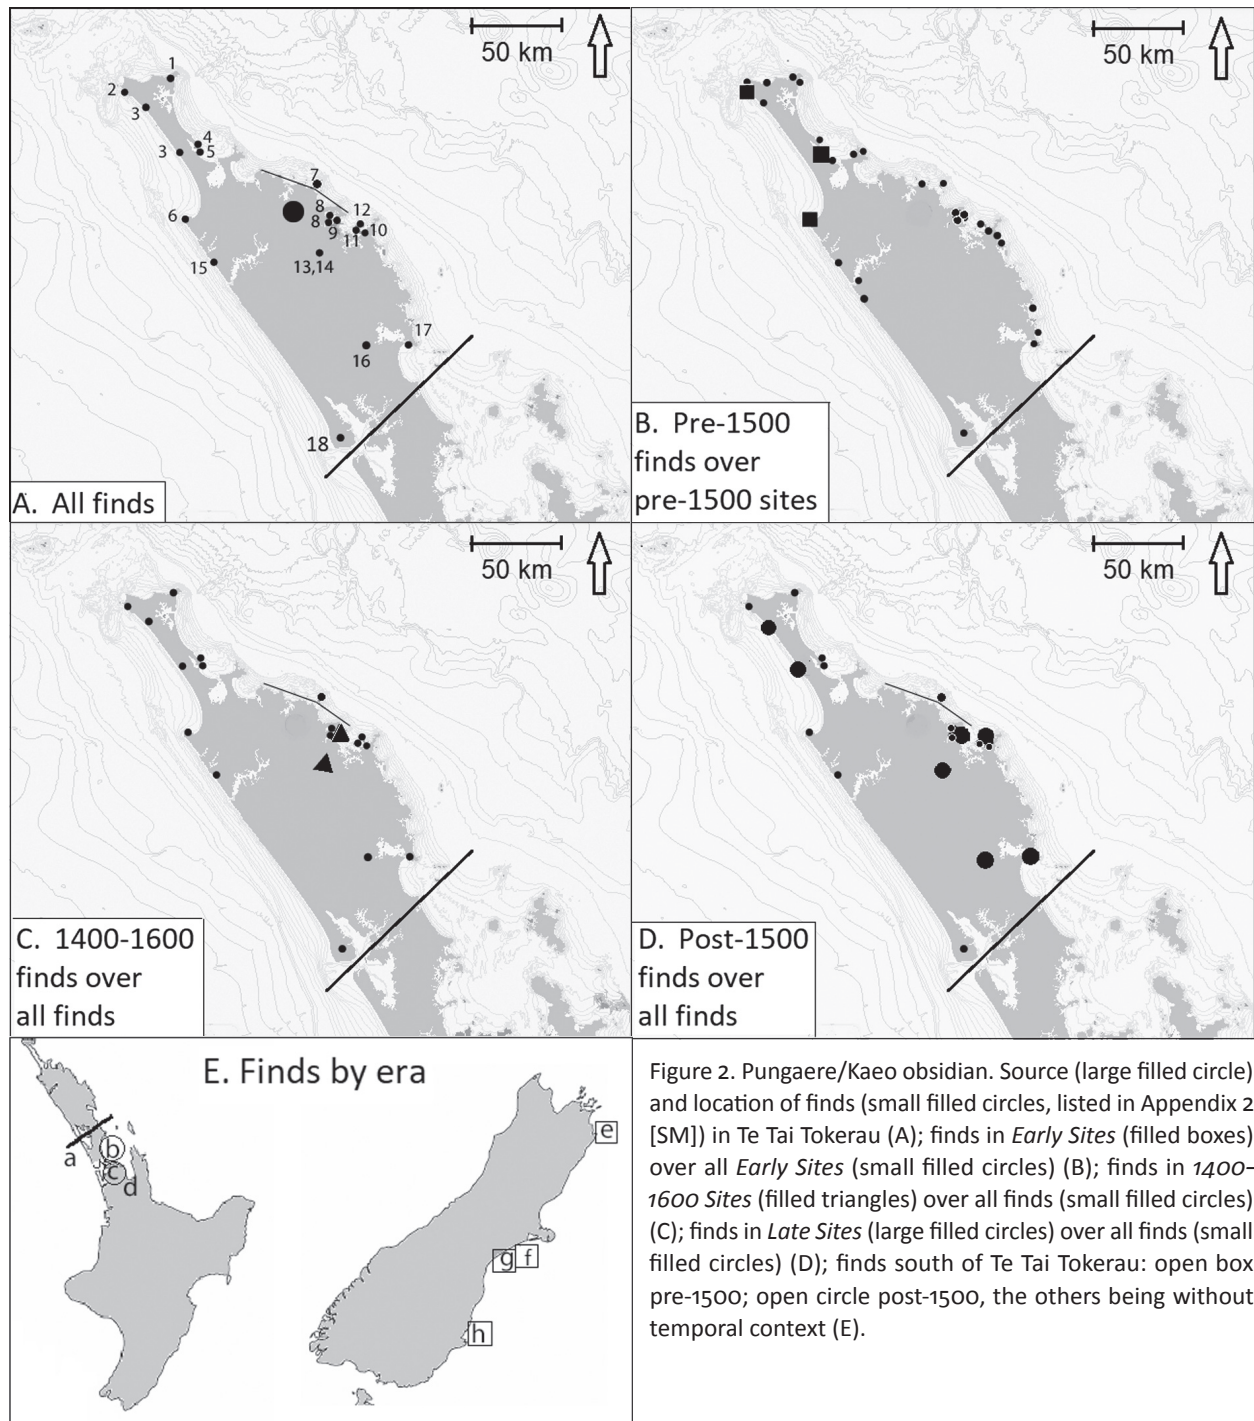 50 km
1
2
3
3
4
5
6
7
8
8
9
12
11
10
13,14
15
16
17
18
A. All finds
50 km
B. Pre-1500
finds over
pre-1500 sites
50 km
C. 1400-1600
finds over
all finds
50 km
D. Post-1500
finds over
all finds
E. Finds by era
a
b
c
d
e
g
f
h
Figure 2. Pungaere/Kaeo obsidian. Source (large filled circle)
and location of finds (small filled circles, listed in Appendix 2
[SM]) in Te Tai Tokerau (A); finds in Early Sites (filled boxes)
over all Early Sites (small filled circles) (B); finds in 1400–
1600 Sites (filled triangles) over all finds (small filled circles)
(C); finds in Late Sites (large filled circles) over all finds (small
filled circles) (D); finds south of Te Tai Tokerau: open box
pre-1500; open circle post-1500, the others being without
temporal context (E).